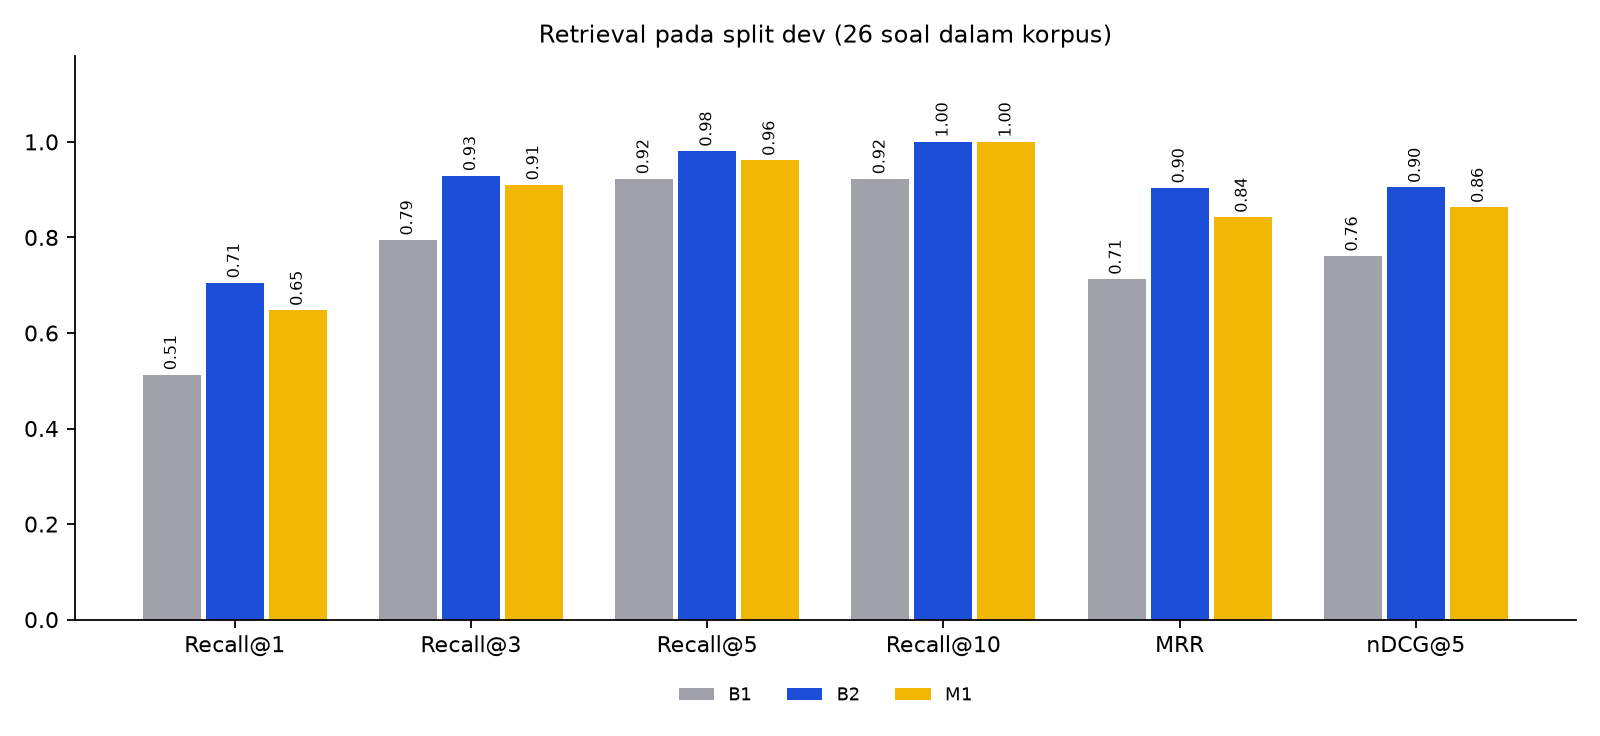 Retrieval pada split dev (26 soal dalam korpus)
1.0
0.8
0.6
0.4
0.2
0.0
0.51
0.71
0.65
0.79
0.93
0.91
0.92
0.98
0.96
0.92
1.00
1.00
0.71
0.90
0.84
0.76
0.90
0.86
Recall@1
Recall@3
Recall@5
Recall@10
MRR
nDCG@5
B1
B2
M1